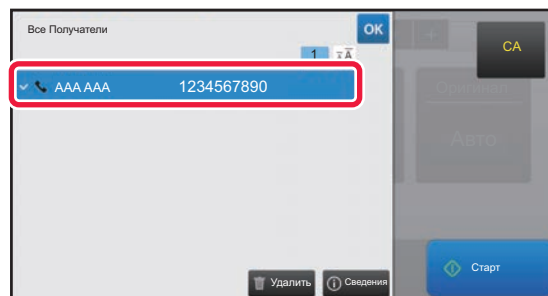 Все Получатели
OK
CA
1
AAA AAA 1234567890
Оригинал
Авто
Удалить
Сведения
Старт